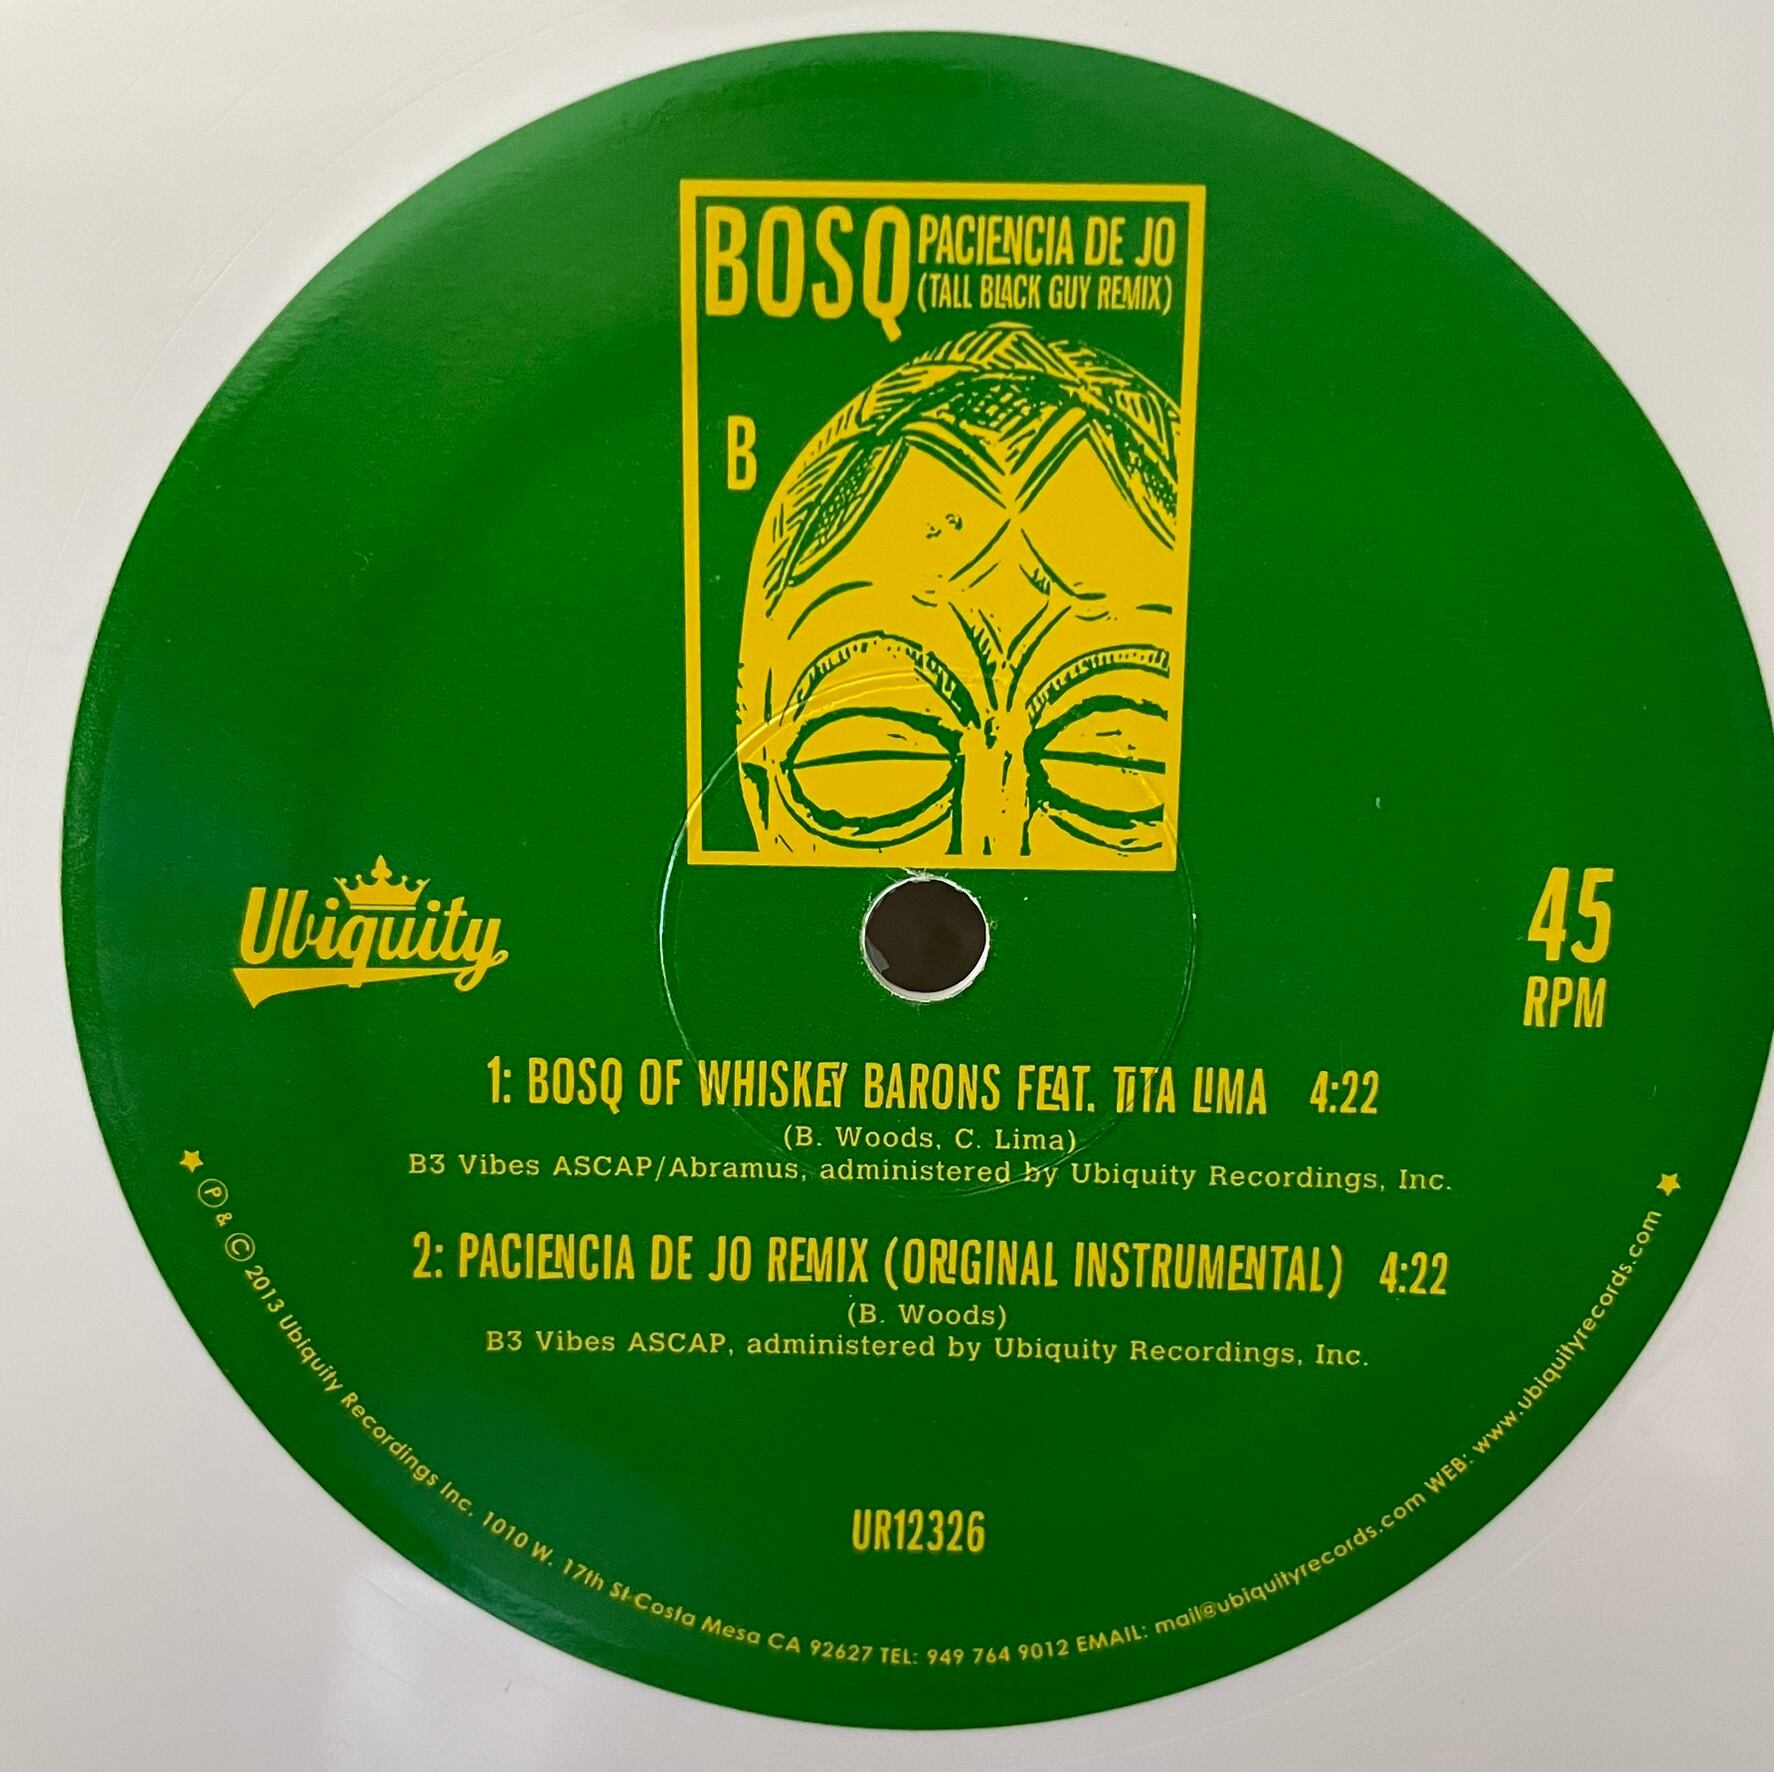 BOSQ PACIENCIA DE JO
(TALL BLACK GUY REMIX)
B
Ubiquity
45
RPM
1: BOSQ OF WHISKEY BARONS FEAT. TITA LIMA 4:22
(B. Woods, C. Lima)
B3 Vibes ASCAP/Abramus, administered by Ubiquity Recordings, Inc.
2: PACIENCIA DE JO REMIX (ORIGINAL INSTRUMENTAL) 4:22
(B. Woods)
B3 Vibes ASCAP, administered by Ubiquity Recordings, Inc.
UR12326
★ ℗ & © 2013 Ubiquity Recordings Inc. 1010 W. 17th St Costa Mesa CA 92627 TEL: 949 764 9012 EMAIL: mail@ubiquityrecords.com WEB: www.ubiquityrecords.com ★